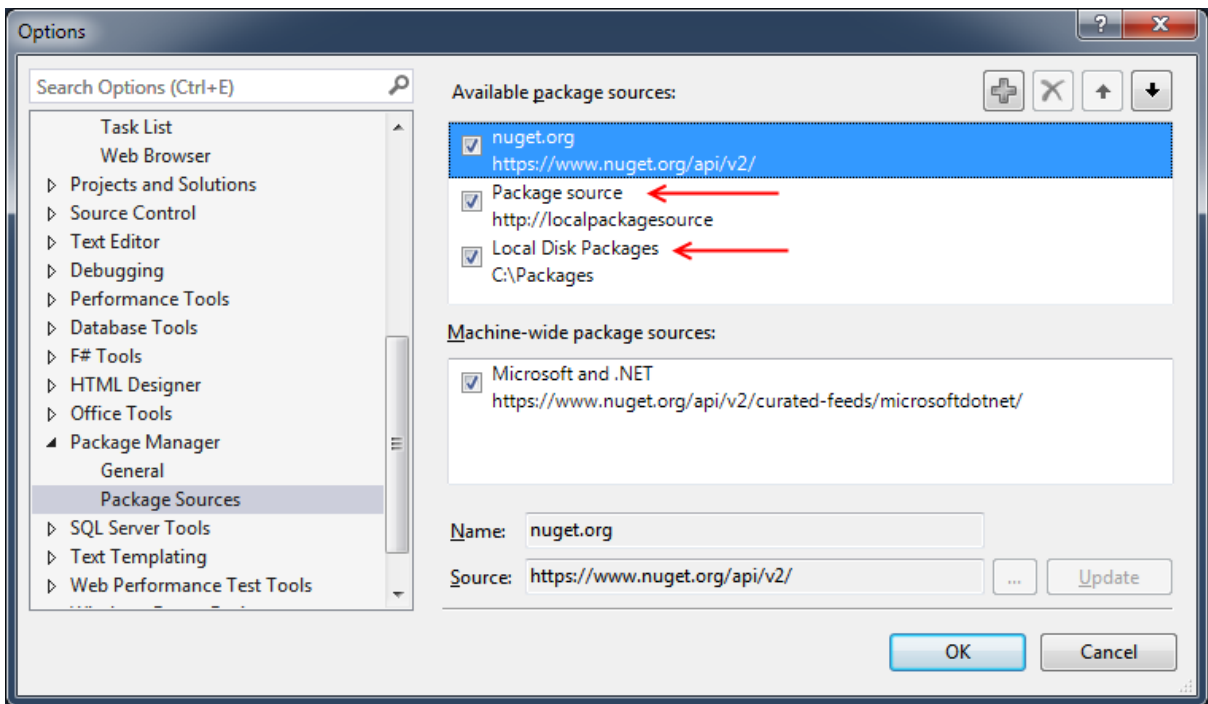 Options
Search Options (Ctrl+E)
Task List
Web Browser
Projects and Solutions
Source Control
Text Editor
Debugging
Performance Tools
Database Tools
F# Tools
HTML Designer
Office Tools
Package Manager
General
Package Sources
SQL Server Tools
Text Templating
Web Performance Test Tools
Available package sources:
nuget.org
https://www.nuget.org/api/v2/
Package source
http://localpackagesource
Local Disk Packages
C:\Packages
Machine-wide package sources:
Microsoft and .NET
https://www.nuget.org/api/v2/curated-feeds/microsoftdotnet/
Name: nuget.org
Source: https://www.nuget.org/api/v2/ ... Update
OK Cancel